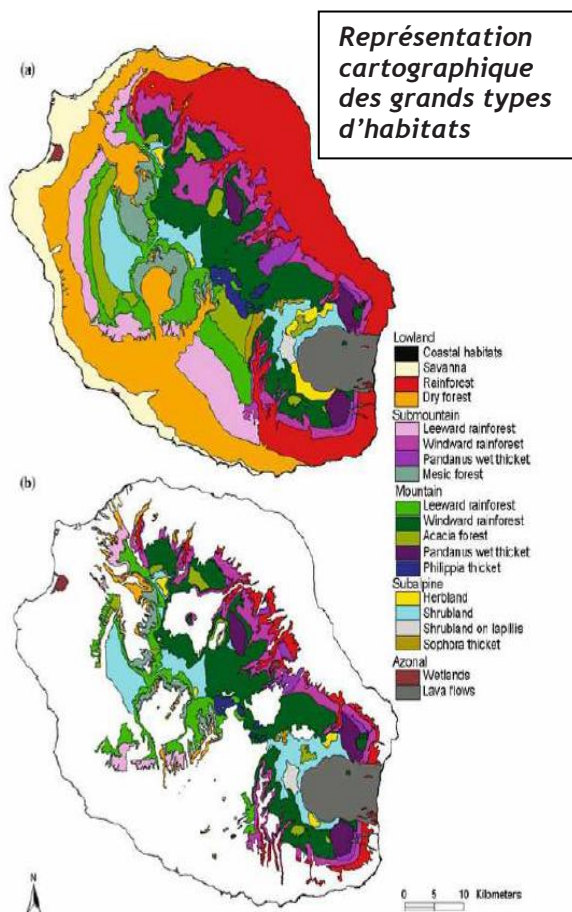 Représentation
cartographique
des grands types
d’habitats
(a)
Lowland
Coastal habitats
Savanna
Rainforest
Dry forest
Submountain
Leeward rainforest
Windward rainforest
Pandanus wet thicket
Mesic forest
Mountain
Leeward rainforest
Windward rainforest
Acacia forest
Pandanus wet thicket
Philippia thicket
Subalpine
Herbland
Shrubland
Shrubland on lapillis
Sophora thicket
Azonal
Wetlands
Lava flows
(b)
N
0 5 10 Kilometers